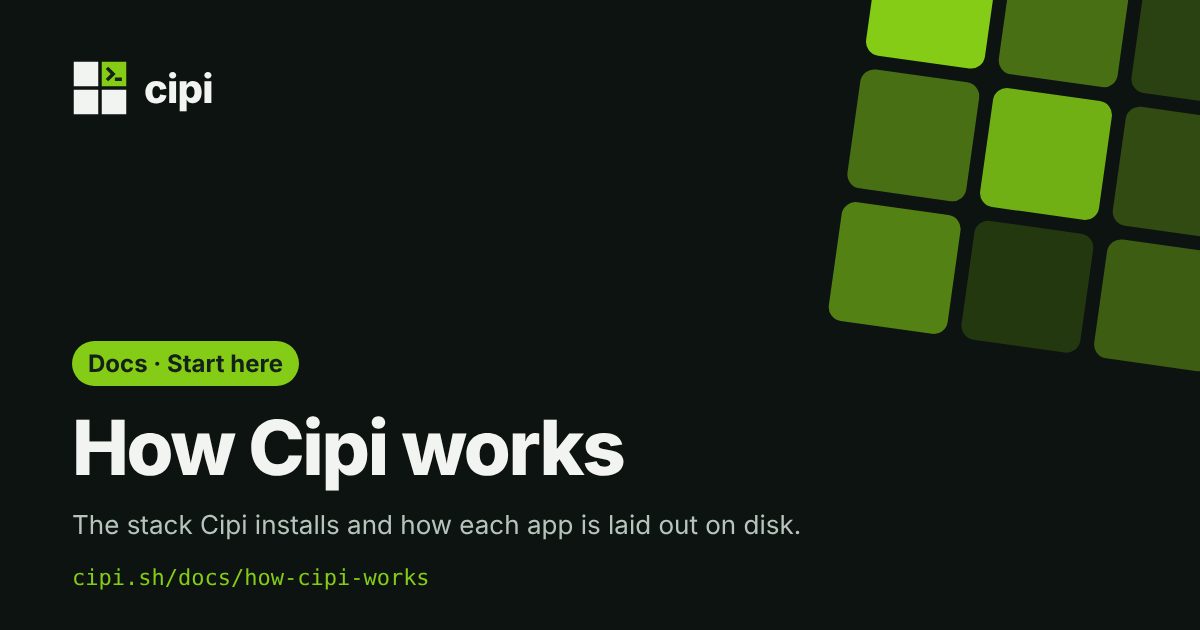 cipi
Docs · Start here
How Cipi works
The stack Cipi installs and how each app is laid out on disk.
cipi.sh/docs/how-cipi-works